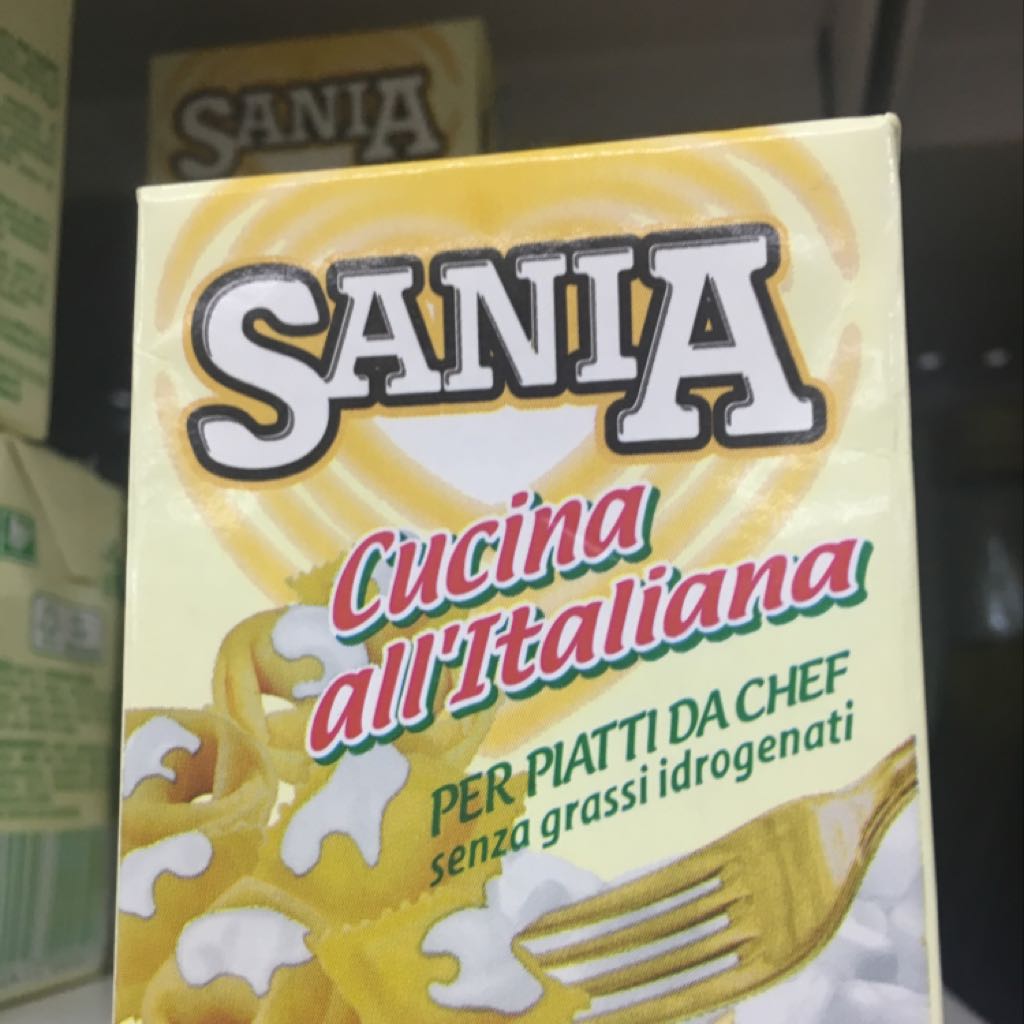 SANIA
SANIA
Cucina
all'Italiana
PER PIATTI DA CHEF
senza grassi idrogenati